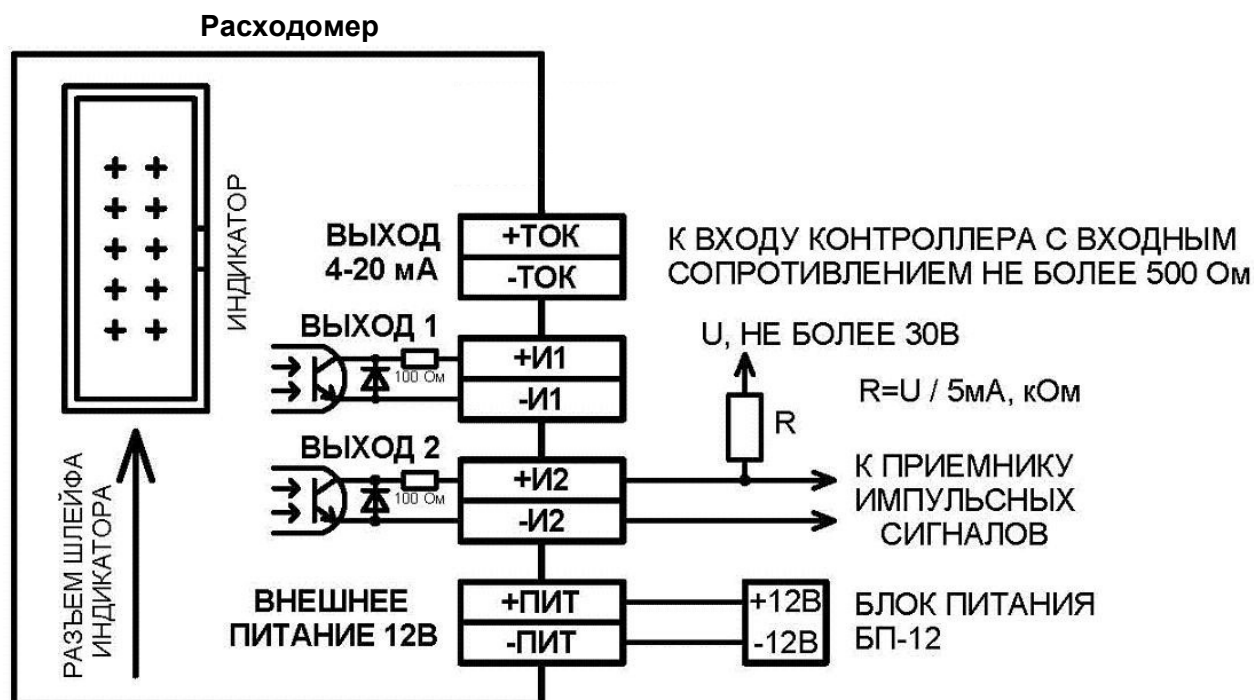 Расходомер
ИНДИКАТОР
РАЗЪЕМ ШЛЕЙФА
ИНДИКАТОРА
ВЫХОД
4-20 мА
+ТОК
-ТОК
К ВХОДУ КОНТРОЛЛЕРА С ВХОДНЫМ
СОПРОТИВЛЕНИЕМ НЕ БОЛЕЕ 500 Ом
ВЫХОД 1
100 Ом
+И1
-И1
U, НЕ БОЛЕЕ 30В
R=U / 5мА, кОм
R
ВЫХОД 2
100 Ом
+И2
-И2
К ПРИЕМНИКУ
ИМПУЛЬСНЫХ
СИГНАЛОВ
ВНЕШНЕЕ
ПИТАНИЕ 12В
+ПИТ
-ПИТ
+12В
-12В
БЛОК ПИТАНИЯ
БП-12